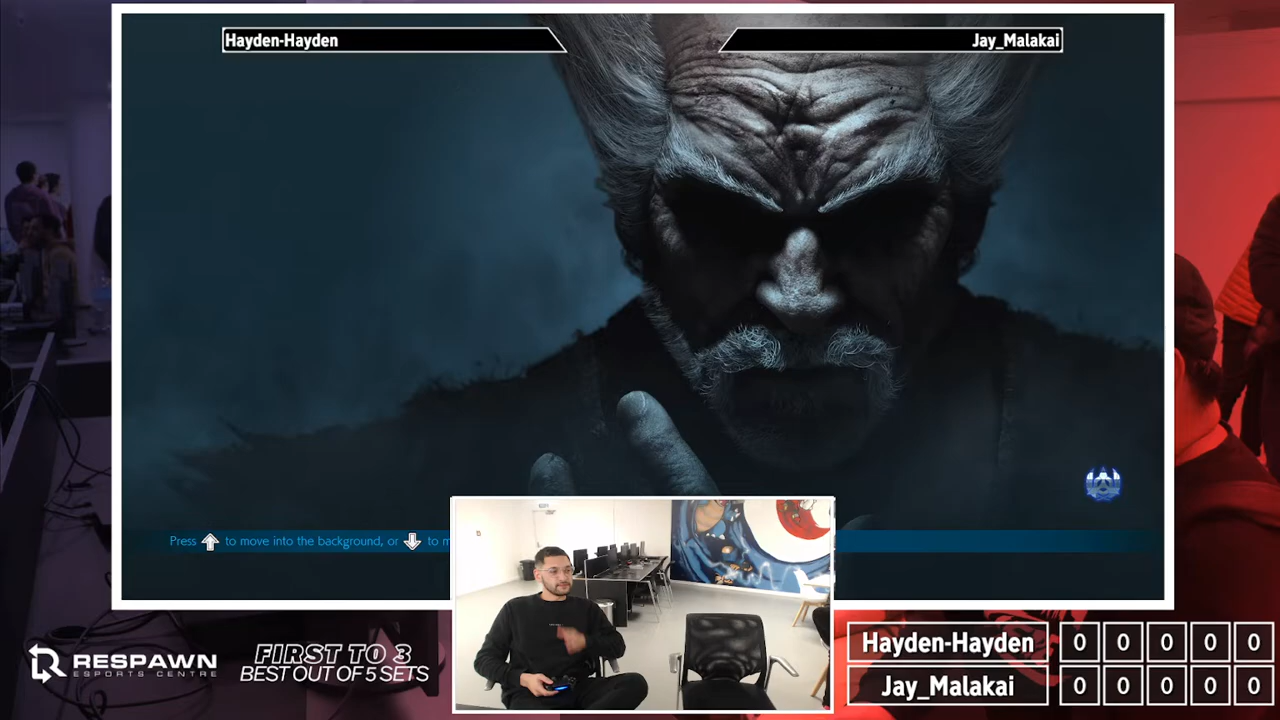 Hayden-Hayden
Jay_Malakai
Press to move into the background, or to m
RESPAWN
ESPORTS CENTRE
FIRST TO 3
BEST OUT OF 5 SETS
Hayden-Hayden 0 0 0 0 0
Jay_Malakai 0 0 0 0 0